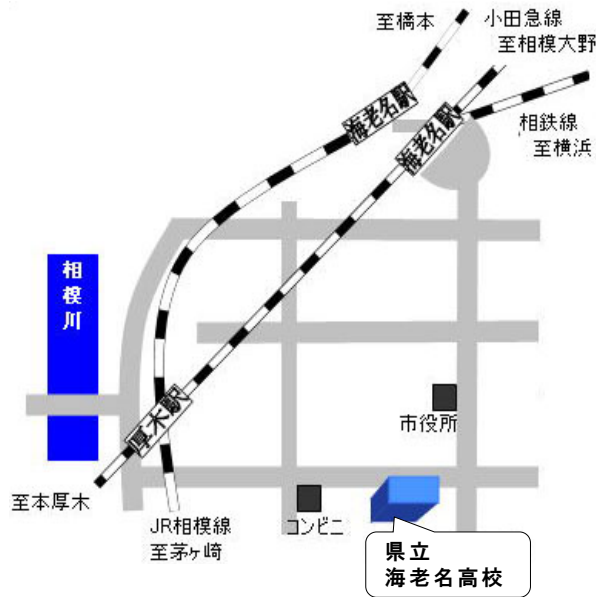 至橋本
小田急線
至相模大野
海老名駅
海老名駅
相鉄線
至横浜
相模川
厚木駅
市役所
至本厚木
JR相模線
至茅ヶ崎
コンビニ
県立
海老名高校